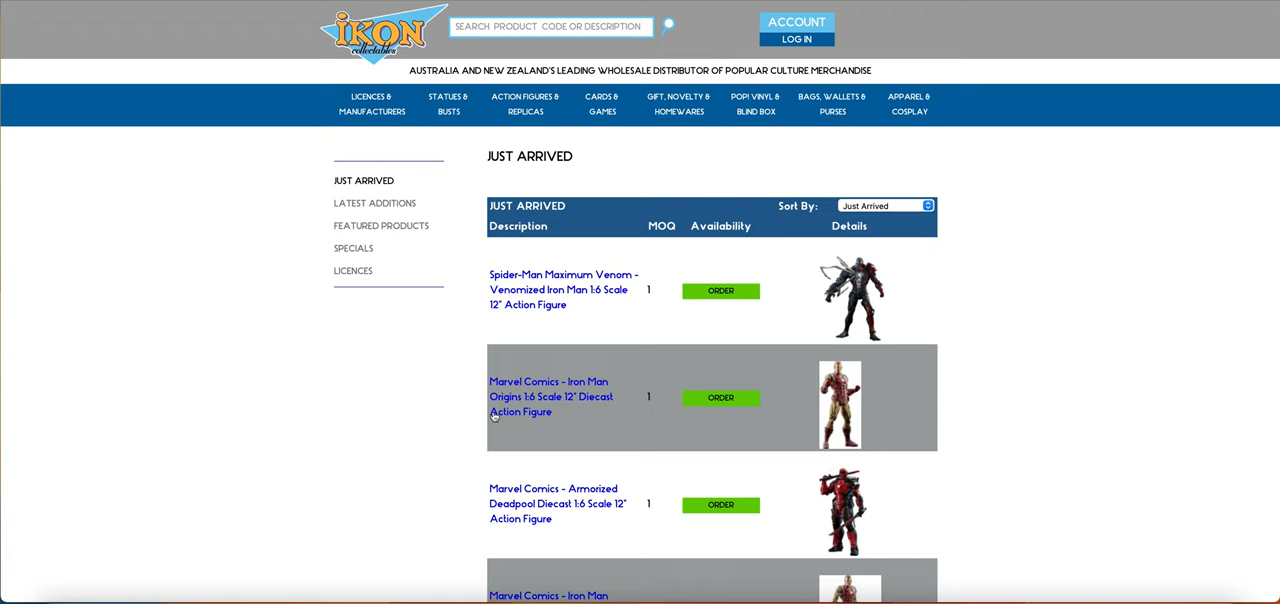 iKON
collectables
SEARCH PRODUCT CODE OR DESCRIPTION
ACCOUNT
LOG IN
AUSTRALIA AND NEW ZEALAND'S LEADING WHOLESALE DISTRIBUTOR OF POPULAR CULTURE MERCHANDISE
LICENCES &
MANUFACTURERS
STATUES &
BUSTS
ACTION FIGURES &
REPLICAS
CARDS &
GAMES
GIFT, NOVELTY &
HOMEWARES
POP! VINYL &
BLIND BOX
BAGS, WALLETS &
PURSES
APPAREL &
COSPLAY
JUST ARRIVED
LATEST ADDITIONS
FEATURED PRODUCTS
SPECIALS
LICENCES
JUST ARRIVED
JUST ARRIVED
Sort By:
Just Arrived
Description
MOQ
Availability
Details
Spider-Man Maximum Venom -
Venomized Iron Man 1:6 Scale
12" Action Figure
1
ORDER
Marvel Comics - Iron Man
Origins 1:6 Scale 12" Diecast
Action Figure
1
ORDER
Marvel Comics - Armorized
Deadpool Diecast 1:6 Scale 12"
Action Figure
1
ORDER
Marvel Comics - Iron Man